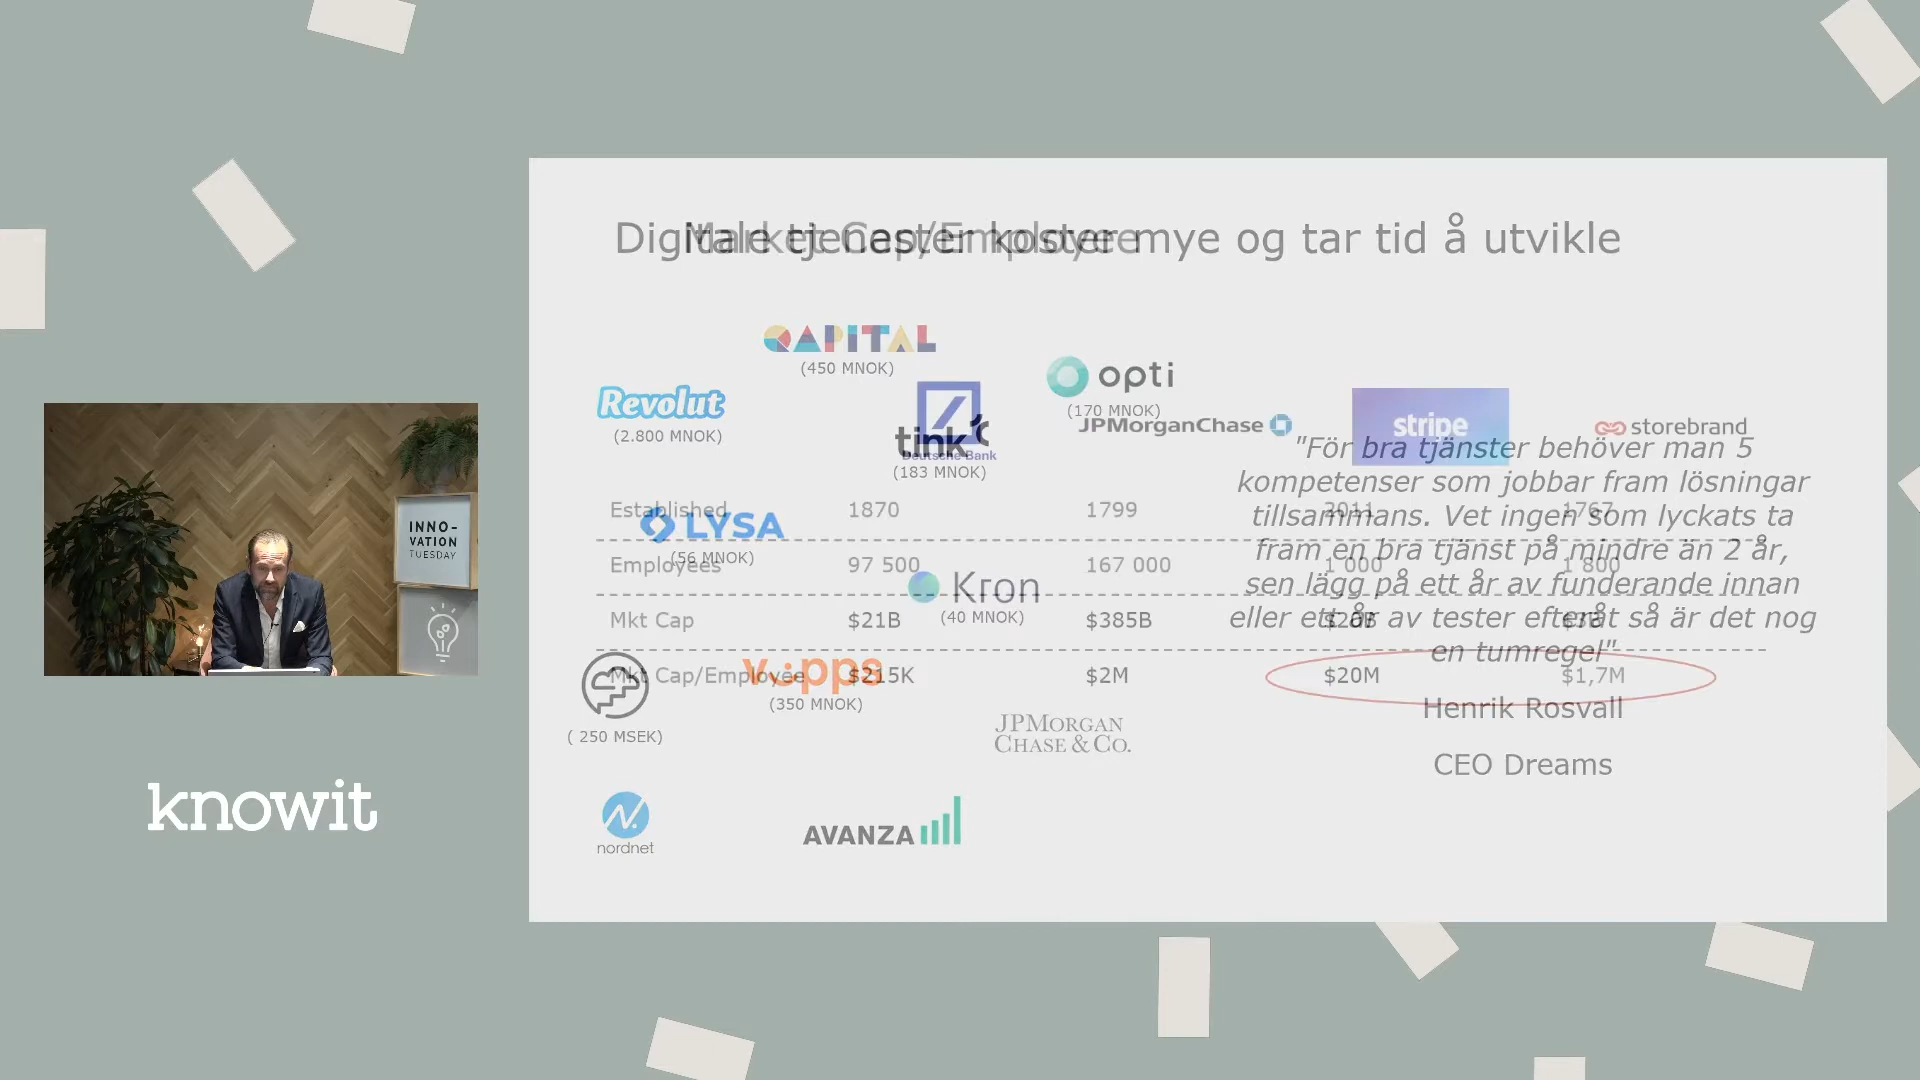 Digitale tjenester koster mye og tar tid å utvikle
Market Cap/Employee
QAPITAL
(450 MNOK)
opti
(170 MNOK)
Revolut
(2.800 MNOK)
tink
(183 MNOK)
Deutsche Bank
JPMorganChase
stripe
storebrand
"För bra tjänster behöver man 5
kompetenser som jobbar fram lösningar
tillsammans. Vet ingen som lyckats ta
fram en bra tjänst på mindre än 2 år,
sen lägg på ett år av funderande innan
eller ett år av tester efteråt så är det nog
en tumregel"
Henrik Rosvall
CEO Dreams
Established 1870 1799 2011 1767
LYSA
(56 MNOK)
Employees 97 500 167 000 1 000 1 800
Kron
(40 MNOK)
Mkt Cap $21B $385B $20B $3B
Mkt Cap/Employee $215K $2M $20M $1,7M
vipps
(350 MNOK)
( 250 MSEK)
JPMORGAN
CHASE & CO.
nordnet
AVANZA
INNO-
VATION
TUESDAY
knowit